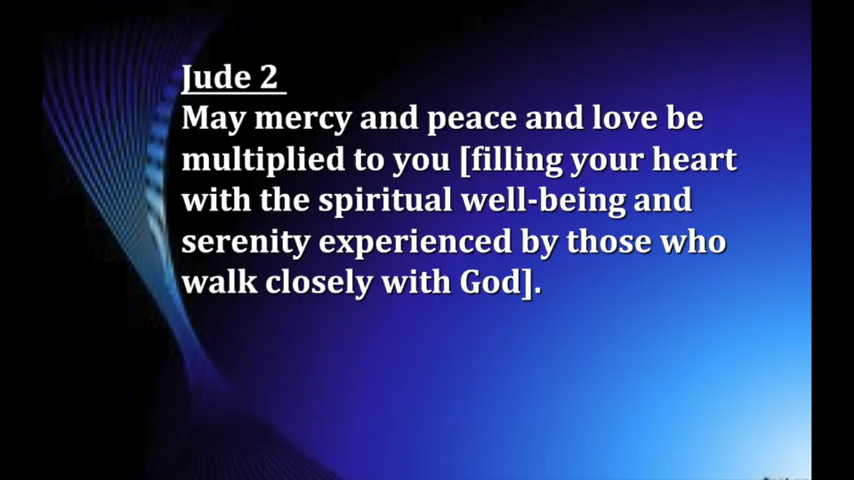 Jude 2
May mercy and peace and love be
multiplied to you [filling your heart
with the spiritual well-being and
serenity experienced by those who
walk closely with God].